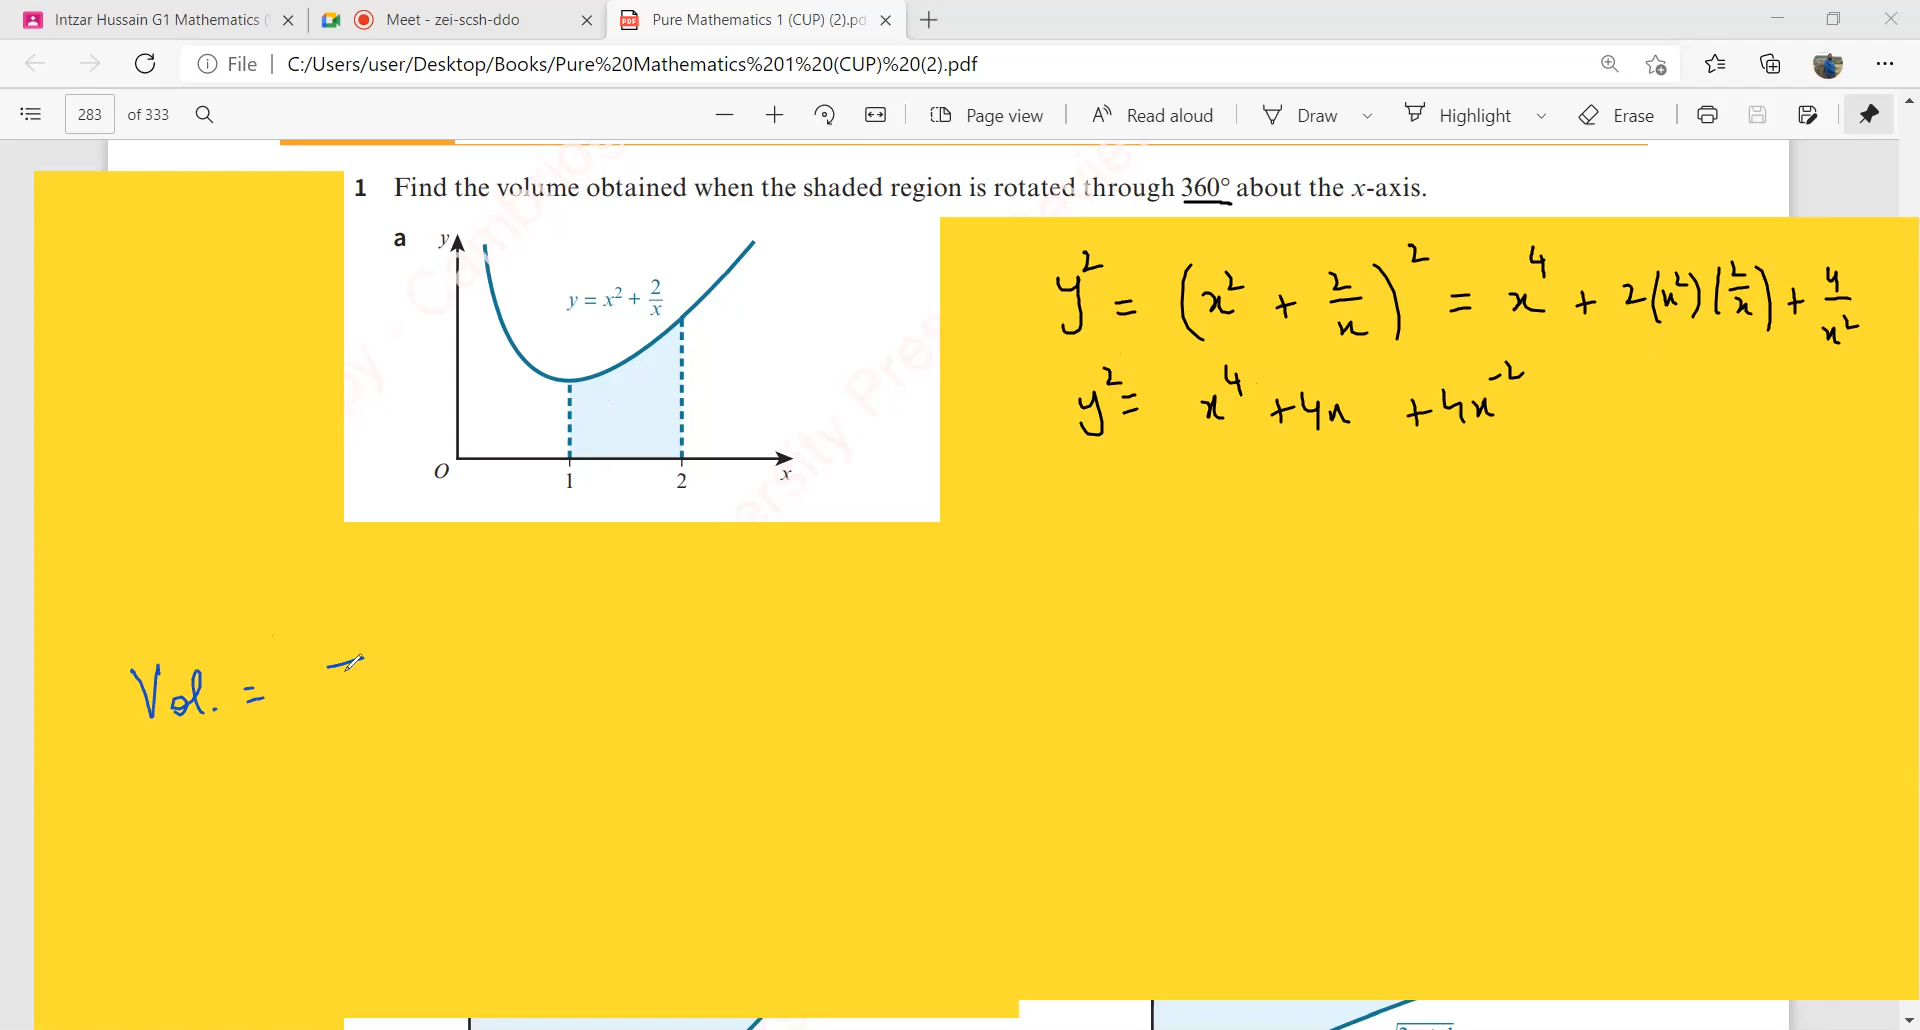 Intzar Hussain G1 Mathematics (
Meet - zei-scsh-ddo
Pure Mathematics 1 (CUP) (2).pd
File
C:/Users/user/Desktop/Books/Pure%20Mathematics%201%20(CUP)%20(2).pdf
283 of 333
Page view
Read aloud
Draw
Highlight
Erase
1 Find the volume obtained when the shaded region is rotated through 360° about the x-axis.
a
y
y = x² + 2/x
O
1
2
x
y² = (x² + 2/x)² = x⁴ + 2(x²)(2/x) + 4/x²
y² = x⁴ + 4x + 4x⁻²
Vol. =